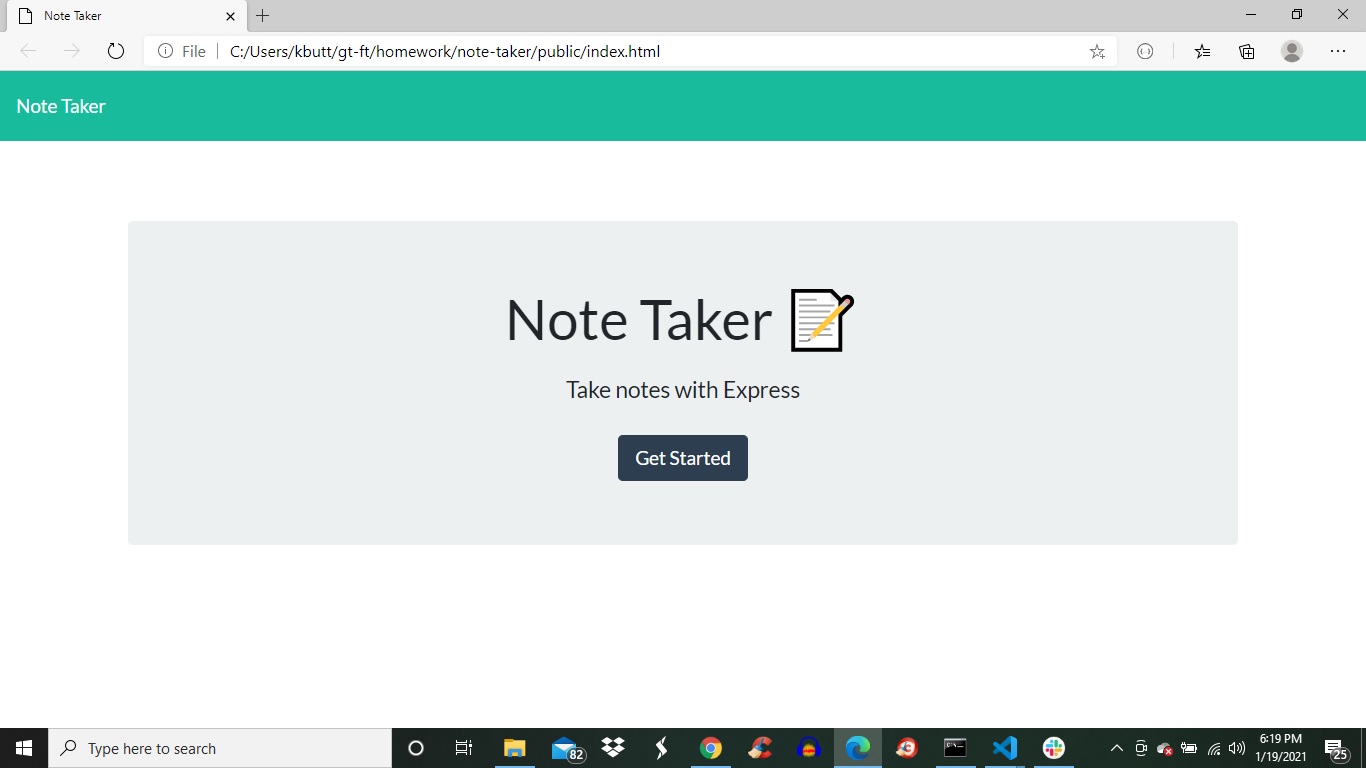 Note Taker
File
C:/Users/kbutt/gt-ft/homework/note-taker/public/index.html
Note Taker
Note Taker
Take notes with Express
Get Started
Type here to search
82
6:19 PM
1/19/2021
25